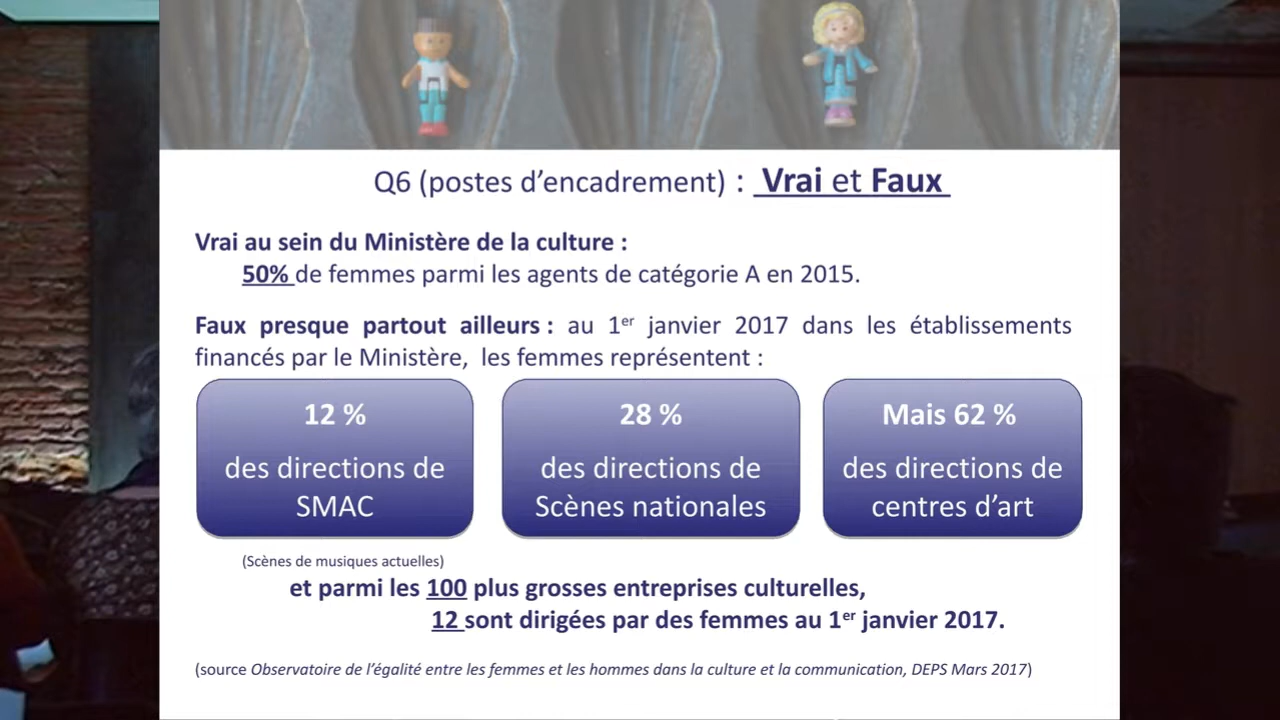 Q6 (postes d’encadrement) : Vrai et Faux
Vrai au sein du Ministère de la culture :
50% de femmes parmi les agents de catégorie A en 2015.
Faux presque partout ailleurs : au 1er janvier 2017 dans les établissements
financés par le Ministère, les femmes représentent :
12 %
des directions de
SMAC
28 %
des directions de
Scènes nationales
Mais 62 %
des directions de
centres d’art
(Scènes de musiques actuelles)
et parmi les 100 plus grosses entreprises culturelles,
12 sont dirigées par des femmes au 1er janvier 2017.
(source Observatoire de l’égalité entre les femmes et les hommes dans la culture et la communication, DEPS Mars 2017)